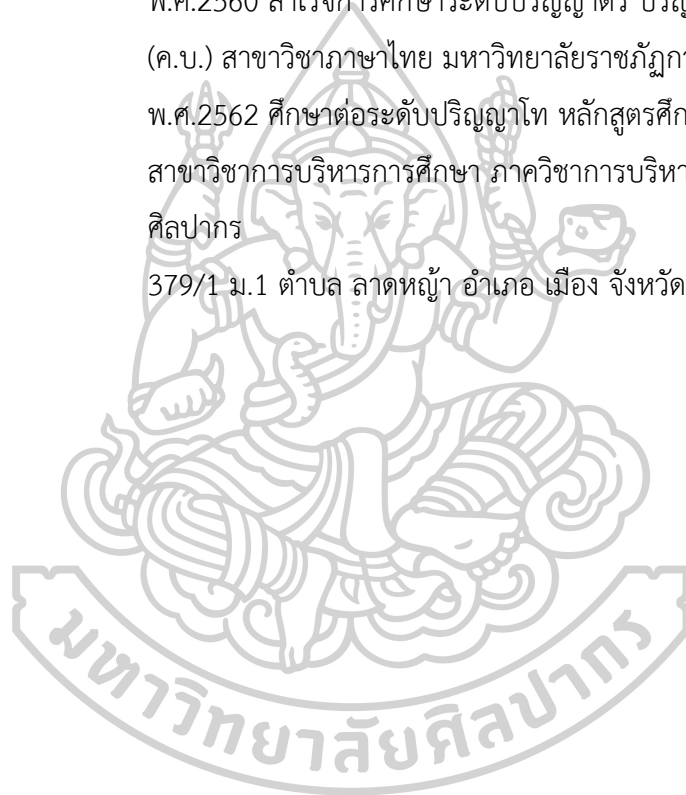 พ.ศ.2560 สำเร็จการศึกษาระดับปริญญาตรี ปริญ
(ค.บ.) สาขาวิชาภาษาไทย มหาวิทยาลัยราชภัฏกา
พ.ศ.2562 ศึกษาต่อระดับปริญญาโท หลักสูตรศึก
สาขาวิชาการบริหารการศึกษา ภาควิชาการบริหา
ศิลปากร
379/1 ม.1 ตำบล ลาดหญ้า อำเภอ เมือง จังหวัด
มหาวิทยาลัยศิลปากร